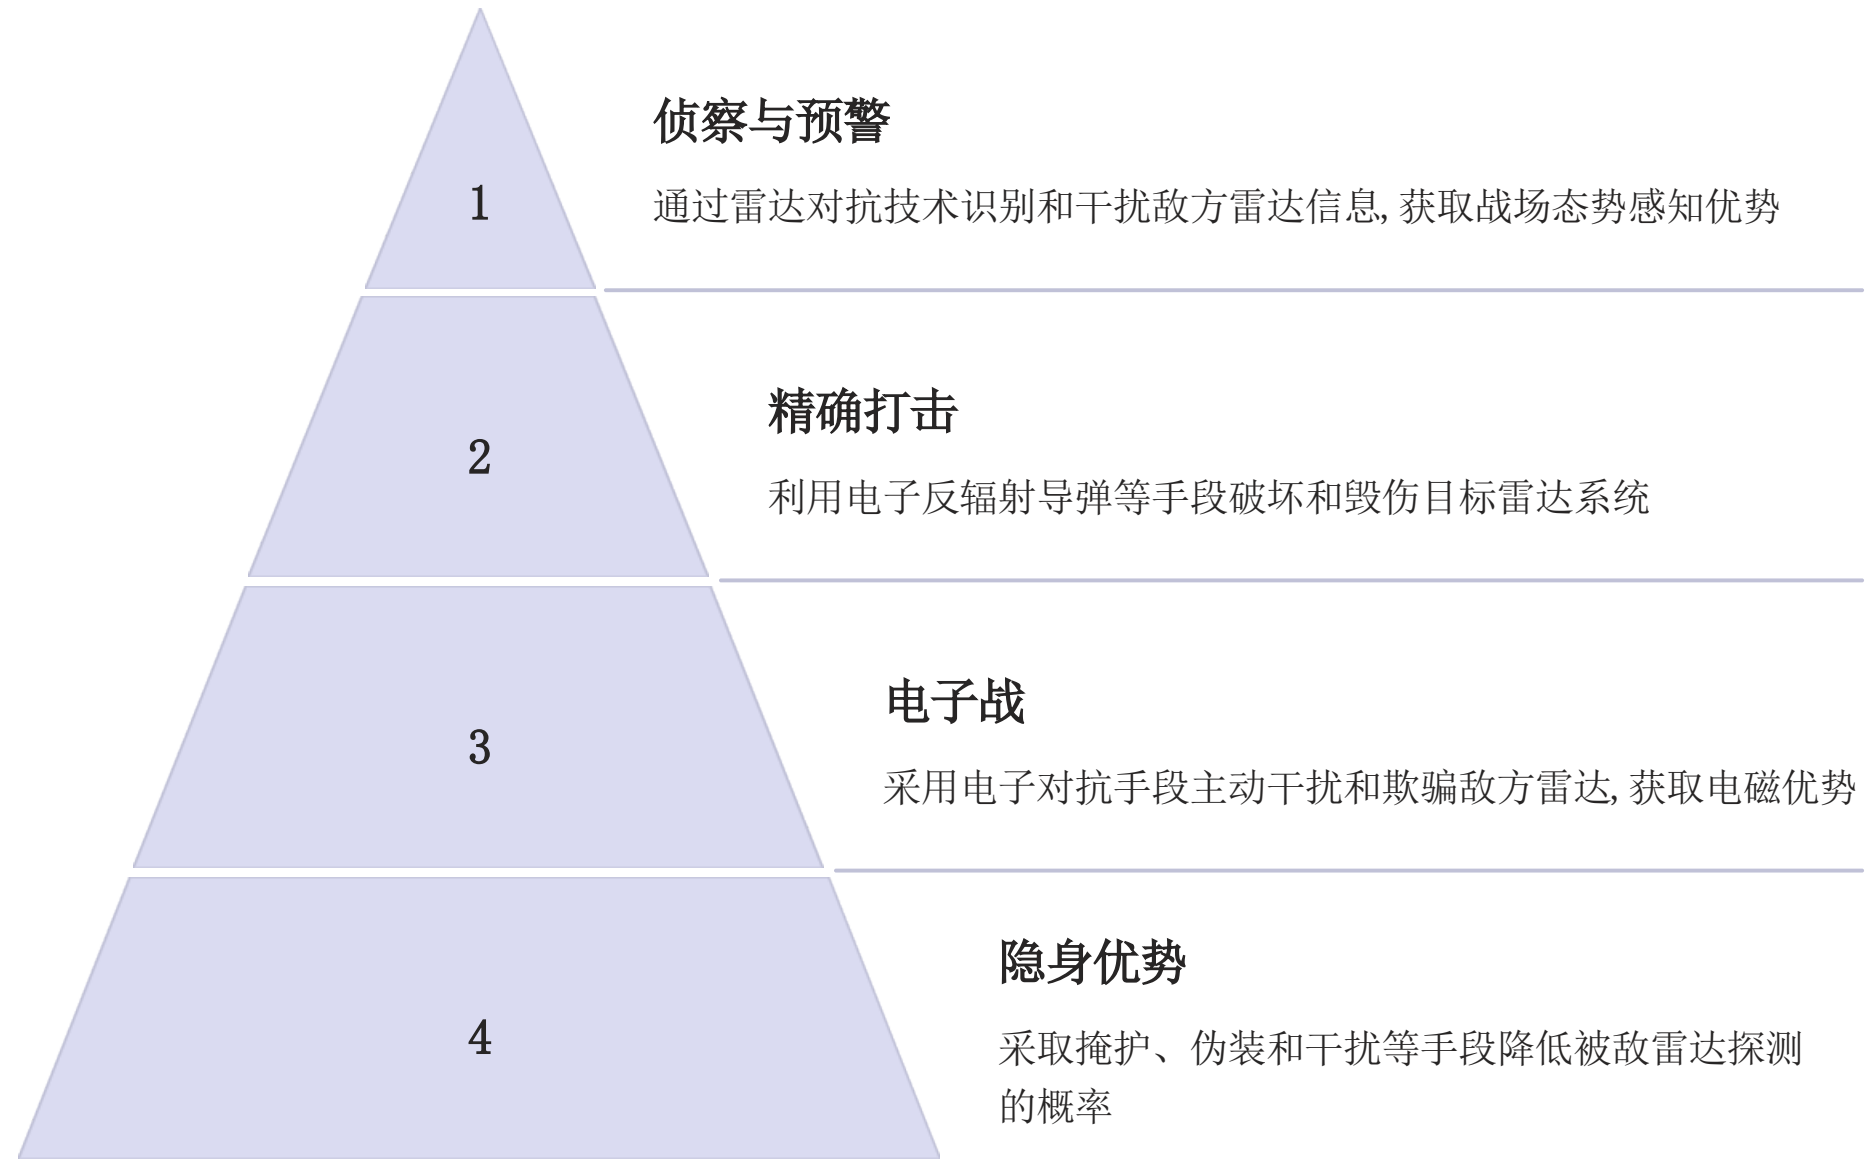 1
侦察与预警
通过雷达对抗技术识别和干扰敌方雷达信息,获取战场态势感知优势
2
精确打击
利用电子反辐射导弹等手段破坏和毁伤目标雷达系统
3
电子战
采用电子对抗手段主动干扰和欺骗敌方雷达,获取电磁优势
4
隐身优势
采取掩护、伪装和干扰等手段降低被敌雷达探测
的概率